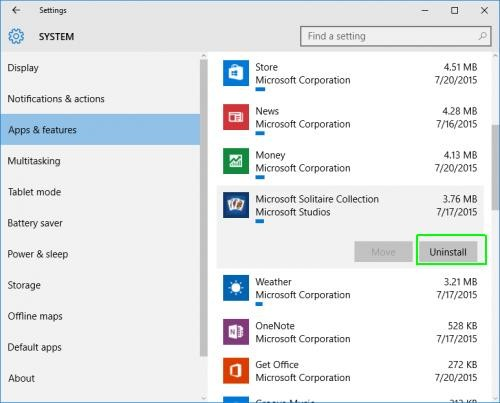 Settings
SYSTEM
Find a setting
Display
Notifications & actions
Apps & features
Multitasking
Tablet mode
Battery saver
Power & sleep
Storage
Offline maps
Default apps
About
Store 4.51 MB
Microsoft Corporation 7/20/2015
News 4.28 MB
Microsoft Corporation 7/16/2015
Money 4.13 MB
Microsoft Corporation 7/20/2015
Microsoft Solitaire Collection 3.76 MB
Microsoft Studios 7/17/2015
Move Uninstall
Weather 3.21 MB
Microsoft Corporation 7/17/2015
OneNote 528 KB
Microsoft Corporation 7/17/2015
Get Office 272 KB
Microsoft Corporation 7/20/2015